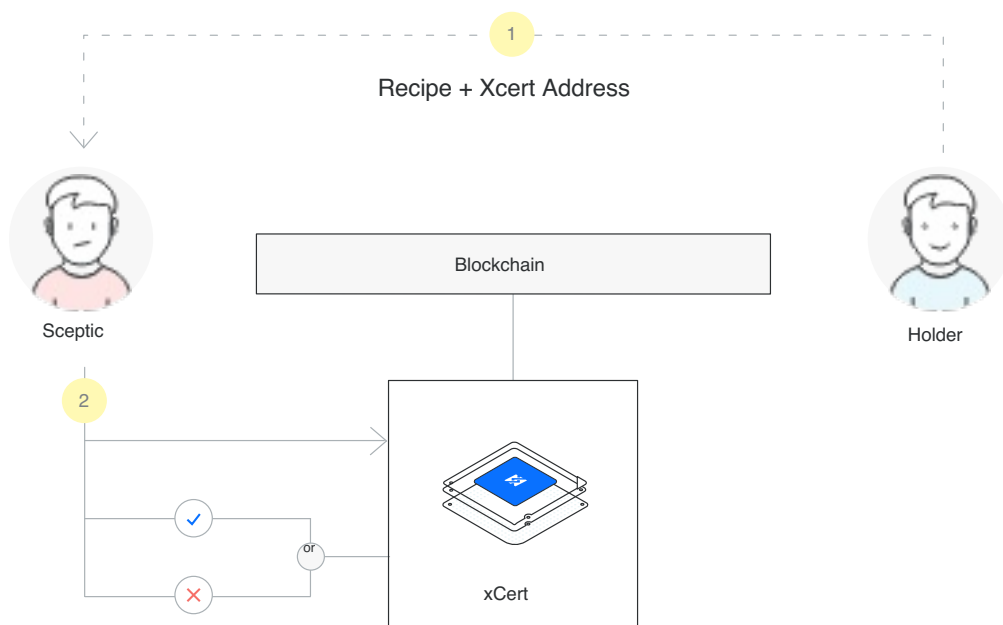 1
Recipe + Xcert Address
Blockchain
Sceptic
Holder
2
or
xCert